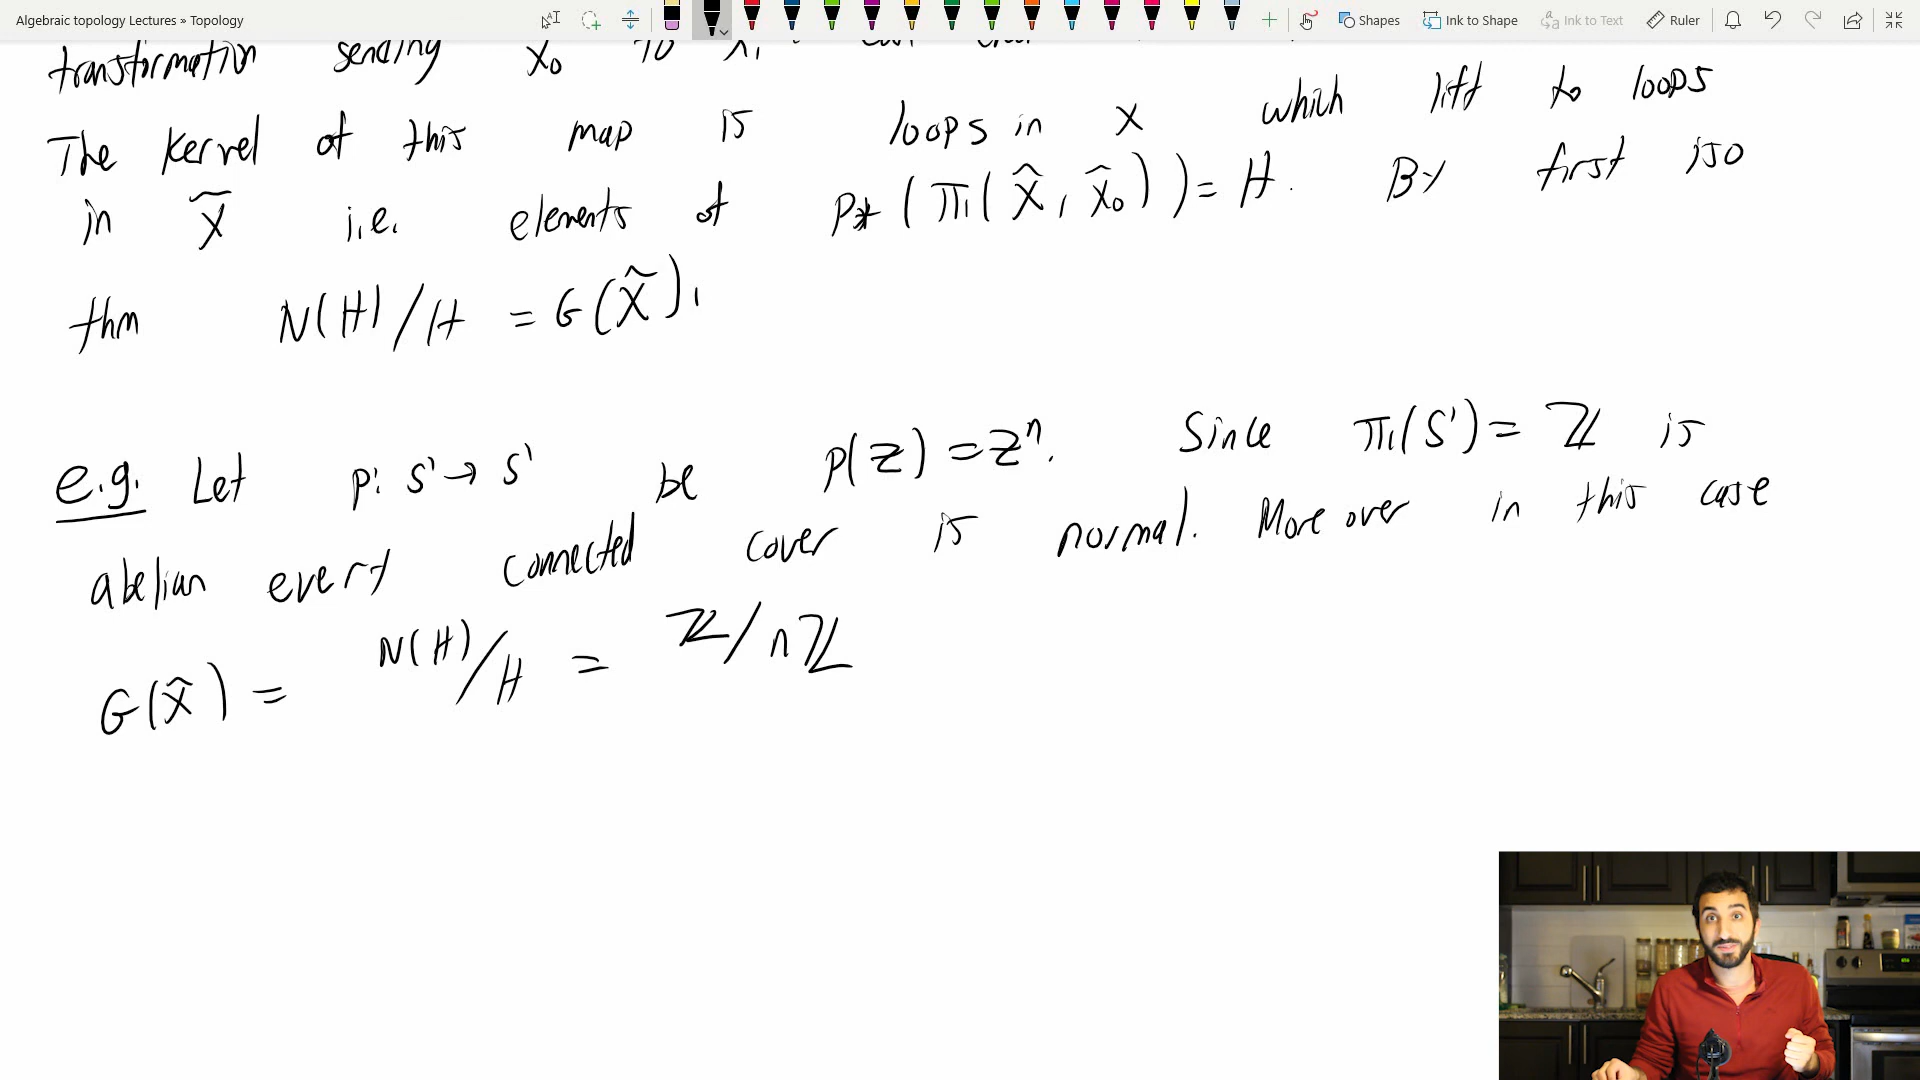 Algebraic topology Lectures » Topology
Shapes Ink to Shape Ink to Text Ruler
transformation sending x₀ to x₁
The kernel of this map is loops in X which lift to loops
in X̃ i.e. elements of p* (π₁(X̃, x̃₀)) = H. By first iso
thm N(H)/H = G(X̃).
e.g. Let p: S¹ → S¹ be p(z) = zⁿ. Since π₁(S¹) = ℤ is
abelian every connected cover is normal. More over in this case
G(X̃) = N(H)/H = ℤ/nℤ